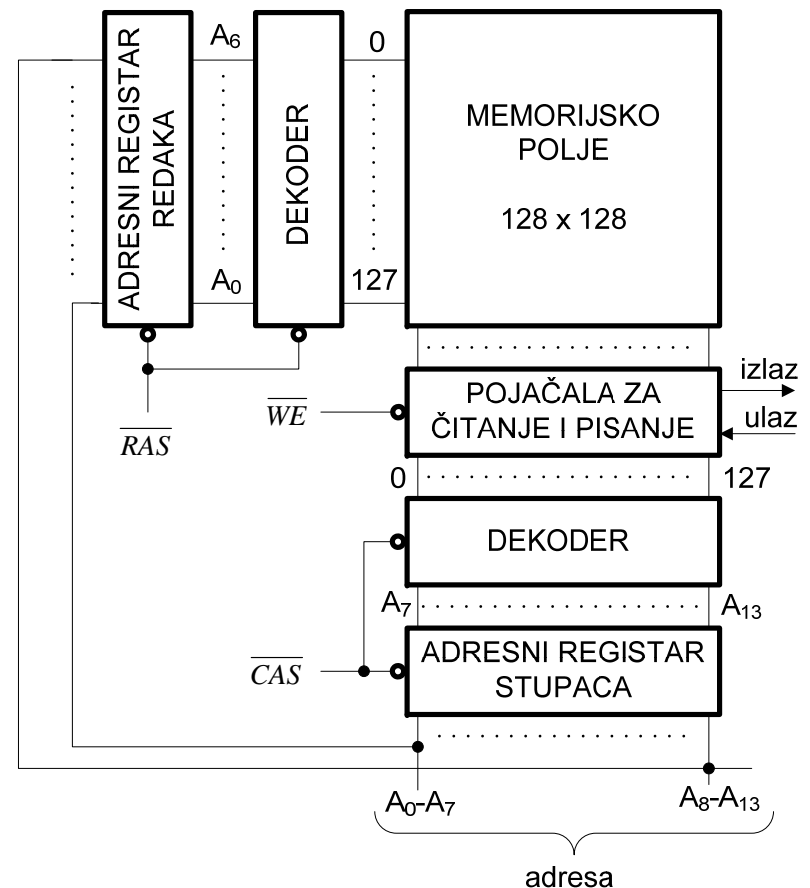 ADRESNI REGISTAR
REDAKA
A6
A0
DEKODER
0
127
MEMORIJSKO
POLJE
128 x 128
RAS
WE
POJAČALA ZA
ČITANJE I PISANJE
izlaz
ulaz
0
127
DEKODER
A7
A13
CAS
ADRESNI REGISTAR
STUPACA
A0-A7
A8-A13
adresa